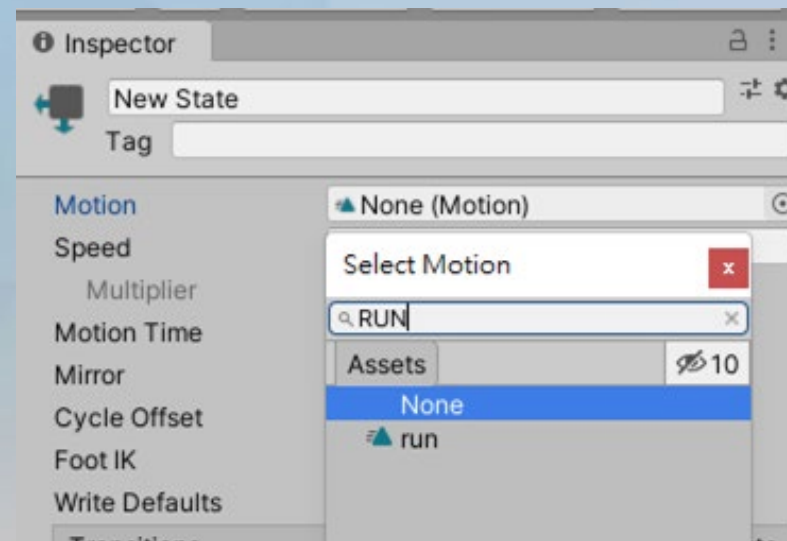 Inspector
New State
Tag
Motion
None (Motion)
Speed
Select Motion
x
Multiplier
RUN
Motion Time
Assets
10
Mirror
None
Cycle Offset
run
Foot IK
Write Defaults